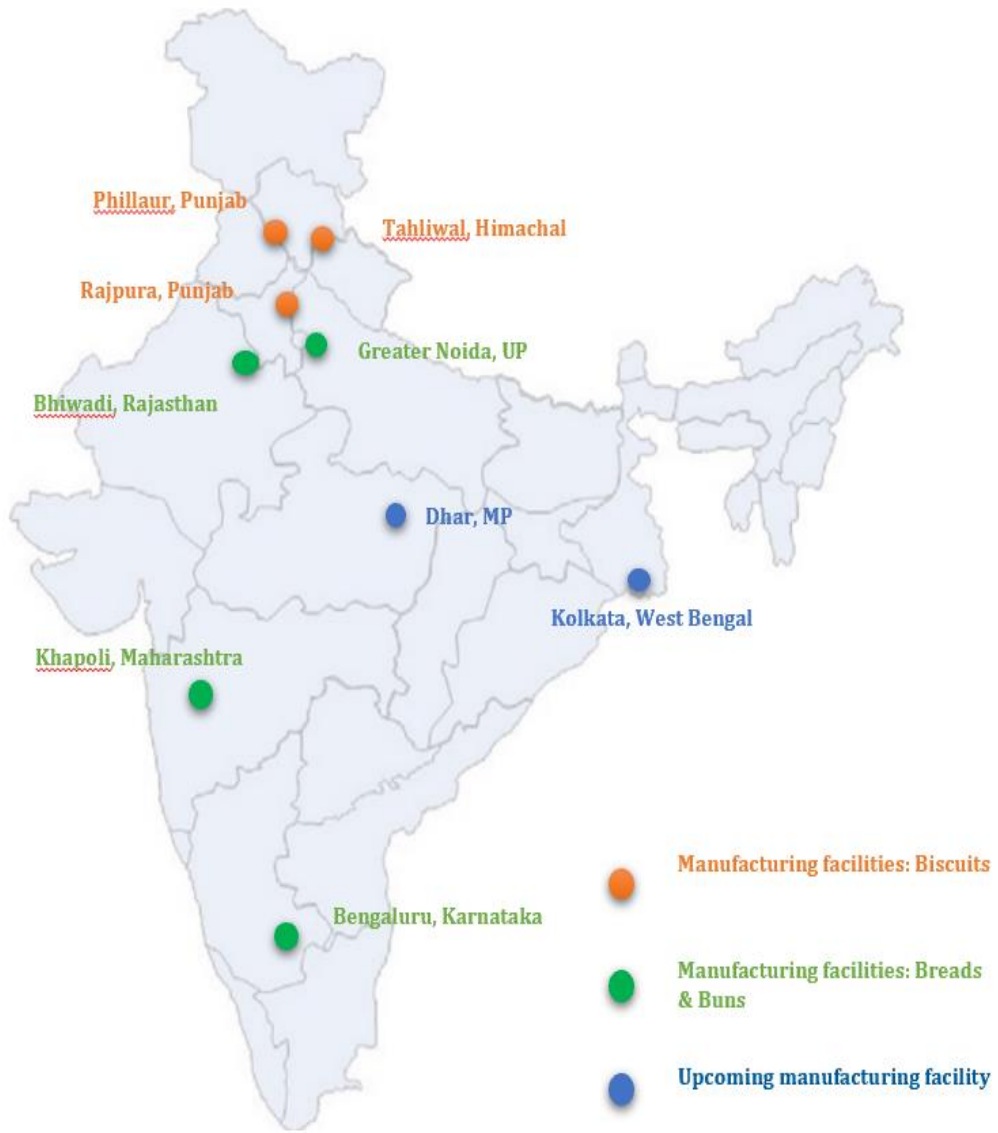 Phillaur, Punjab
Tahliwal, Himachal
Rajpura, Punjab
Greater Noida, UP
Bhiwadi, Rajasthan
Dhar, MP
Kolkata, West Bengal
Khapoli, Maharashtra
Manufacturing facilities: Biscuits
Bengaluru, Karnataka
Manufacturing facilities: Breads
& Buns
Upcoming manufacturing facility